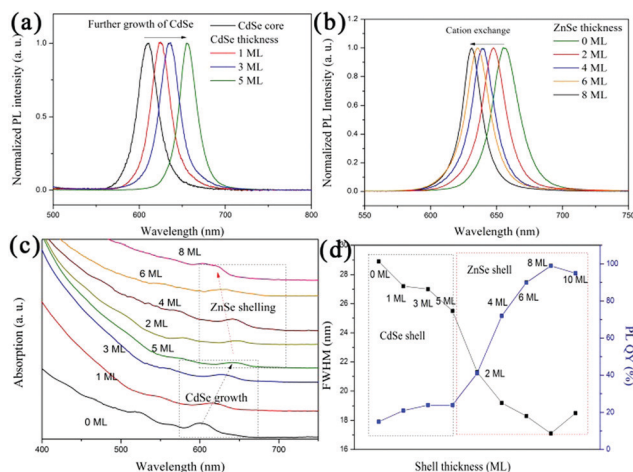 (a)
Further growth of CdSe
CdSe core
CdSe thickness
1 ML
3 ML
5 ML
Normalized PL intensity (a. u.)
1.0
0.5
0.0
500 550 600 650 700 750 800
Wavelength (nm)
(b)
Cation exchange
ZnSe thickness
0 ML
2 ML
4 ML
6 ML
8 ML
Normalized PL Intensity (a. u.)
1.2
1.0
0.8
0.6
0.4
0.2
0.0
550 600 650 700 750
Wavelength (nm)
(c)
8 ML
6 ML
4 ML
ZnSe shelling
2 ML
5 ML
3 ML
CdSe growth
1 ML
0 ML
Absorption (a. u.)
400 500 600 700
Wavelength (nm)
(d)
0 ML
1 ML
3 ML
5 ML
2 ML
4 ML
6 ML
8 ML
10 ML
ZnSe shell
CdSe shell
FWHM (nm)
28
26
24
22
20
18
16
PL QY (%)
100
80
60
40
20
0
Shell thickness (ML)